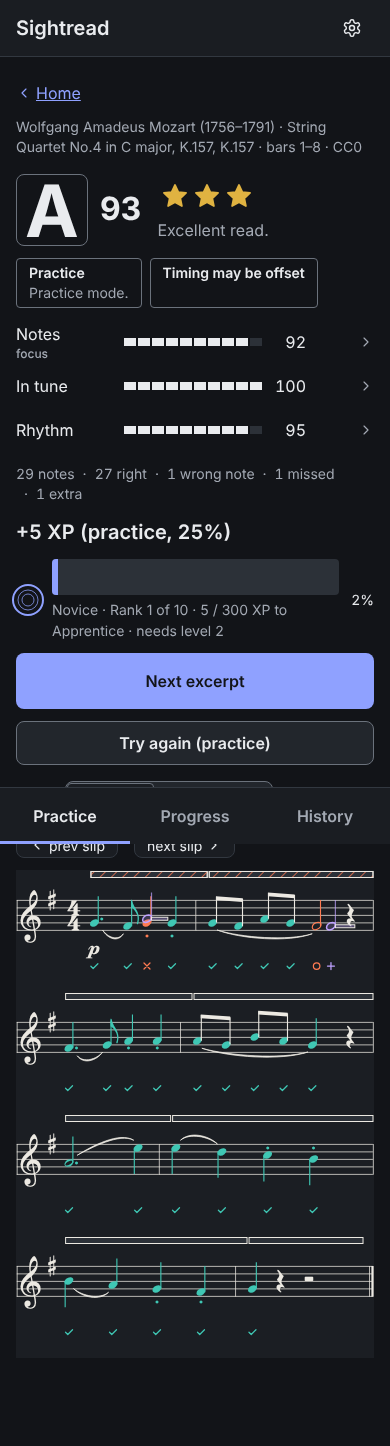 Sightread
Home
Wolfgang Amadeus Mozart (1756–1791) · String
Quartet No.4 in C major, K.157, K.157 · bars 1–8 · CC0
A 93
Excellent read.
Practice
Practice mode.
Timing may be offset
Notes 92
focus
In tune 100
Rhythm 95
29 notes · 27 right · 1 wrong note · 1 missed
· 1 extra
+5 XP (practice, 25%)
2%
Novice · Rank 1 of 10 · 5 / 300 XP to
Apprentice · needs level 2
Next excerpt
Try again (practice)
Practice Progress History
prev slip next slip
4
4
p